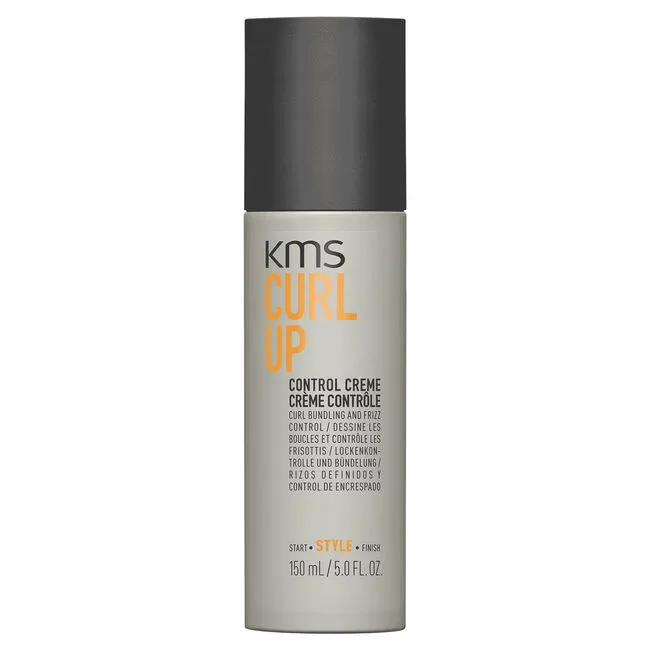 KMS
CURL
UP
CONTROL CREME
CRÈME CONTRÔLE
CURL BUNDLING AND FRIZZ
CONTROL / DESSINE LES
BOUCLES ET CONTRÔLE LES
FRISOTTIS / LOCKENKON-
TROLLE UND BÜNDELUNG /
RIZOS DEFINIDOS Y
CONTROL DE ENCRESPADO
START • STYLE • FINISH
150 mL / 5.0 FL. OZ.